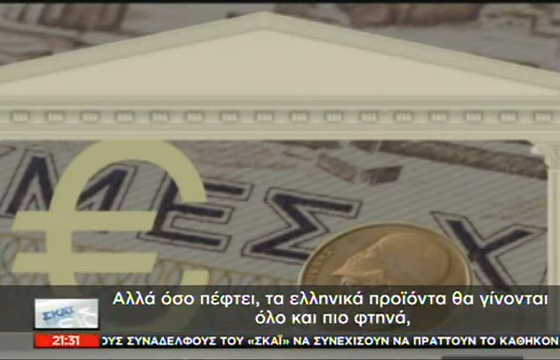 ΜΕΣ Χ
Αλλά όσο πέφτει, τα ελληνικά προϊόντα θα γίνονται
όλο και πιο φτηνά,
ΣΚΑΪ
21:31 ΟΥΣ ΣΥΝΑΔΕΛΦΟΥΣ ΤΟΥ «ΣΚΑΪ» ΝΑ ΣΥΝΕΧΙΣΟΥΝ ΝΑ ΠΡΑΤΤΟΥΝ ΤΟ ΚΑΘΗΚΟΝ